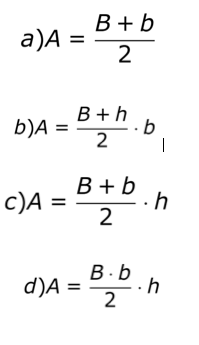 a)A = (B + b)/2
b)A = (B + h)/2 · b
c)A = (B + b)/2 · h
d)A = (B · b)/2 · h